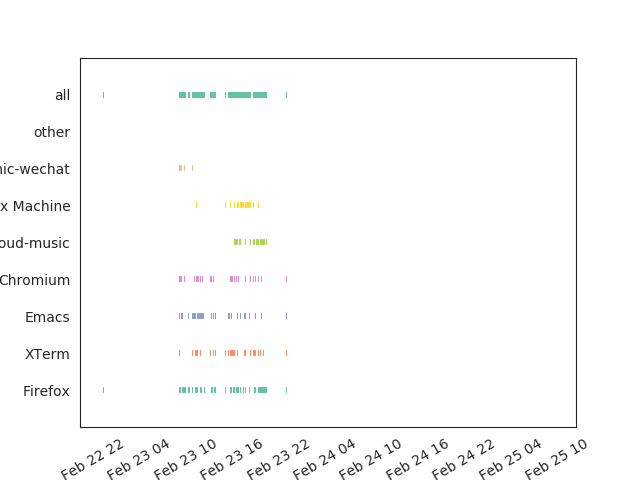 all
other
nic-wechat
x Machine
oud-music
Chromium
Emacs
XTerm
Firefox
Feb 22 22
Feb 23 04
Feb 23 10
Feb 23 16
Feb 23 22
Feb 24 04
Feb 24 10
Feb 24 16
Feb 24 22
Feb 25 04
Feb 25 10